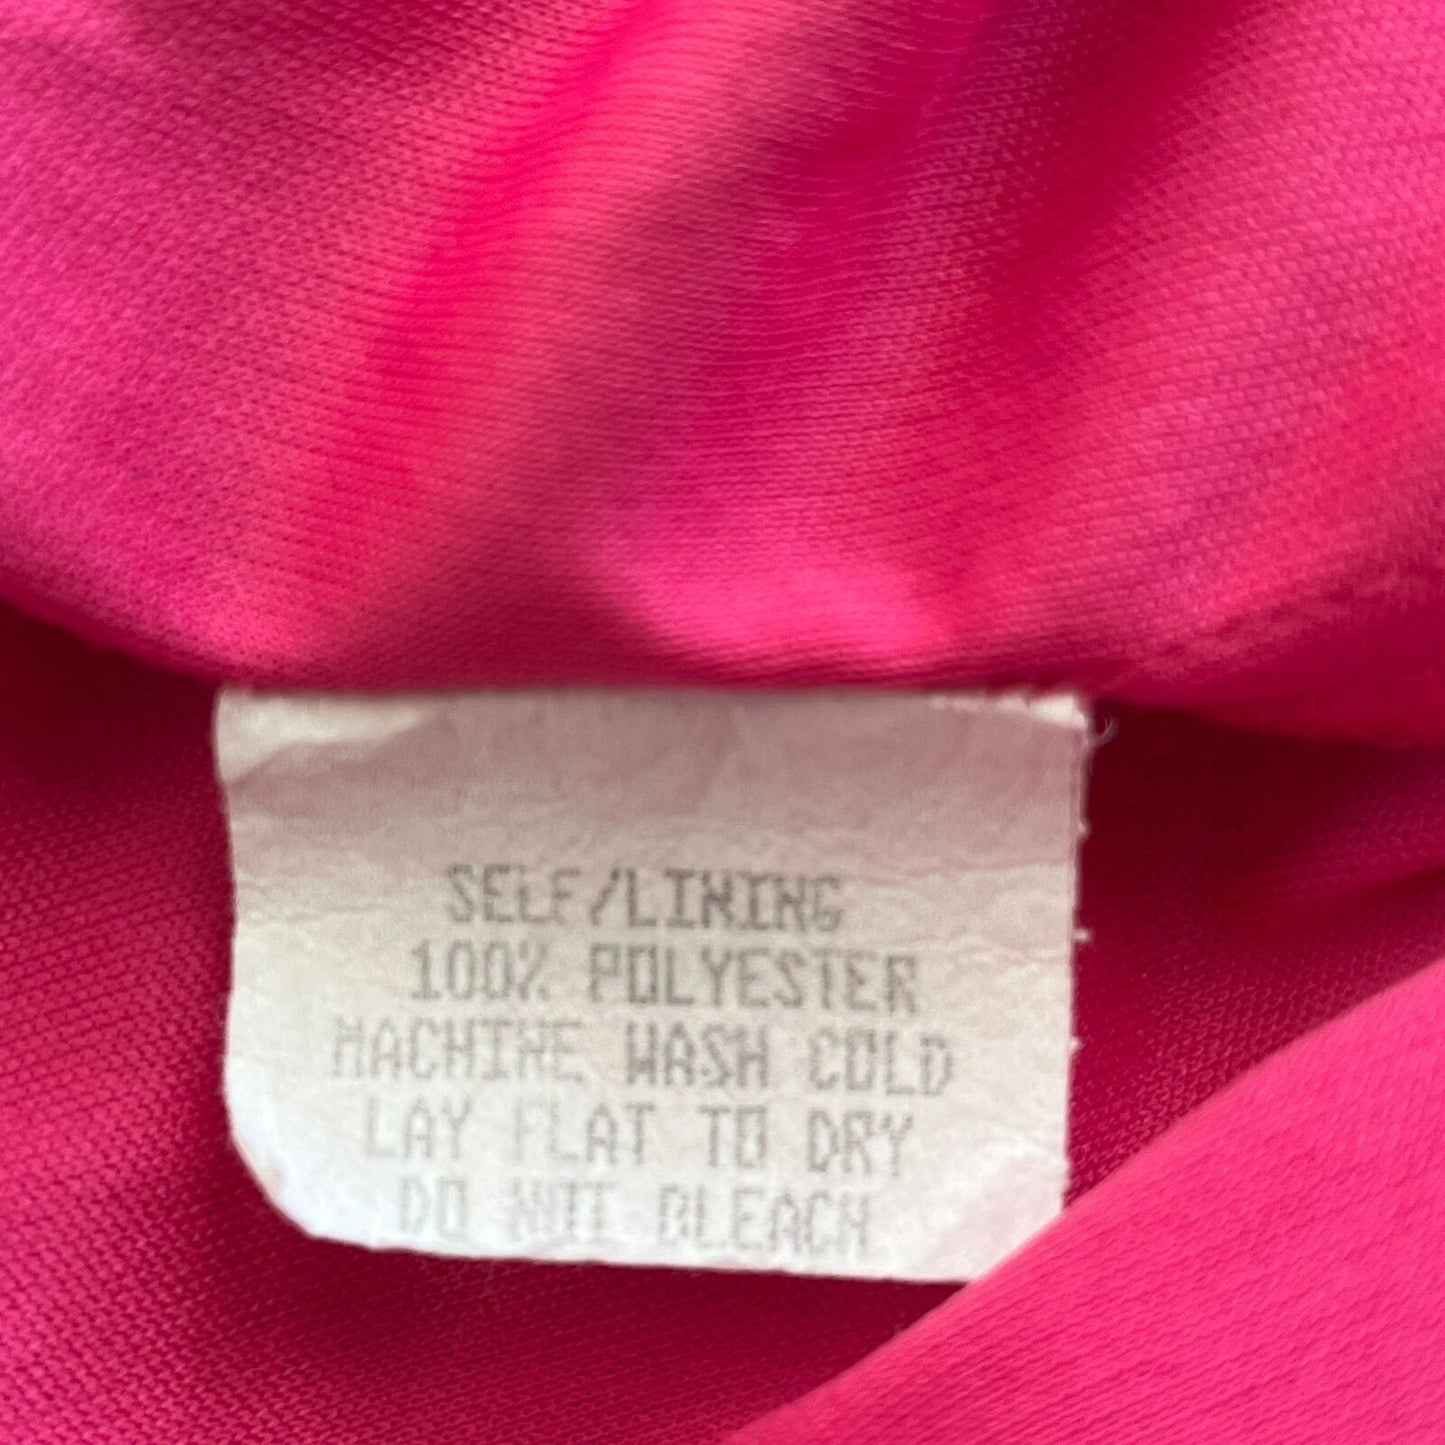 SELF/LINING
100% POLYESTER
MACHINE WASH COLD
LAY FLAT TO DRY
DO NOT BLEACH